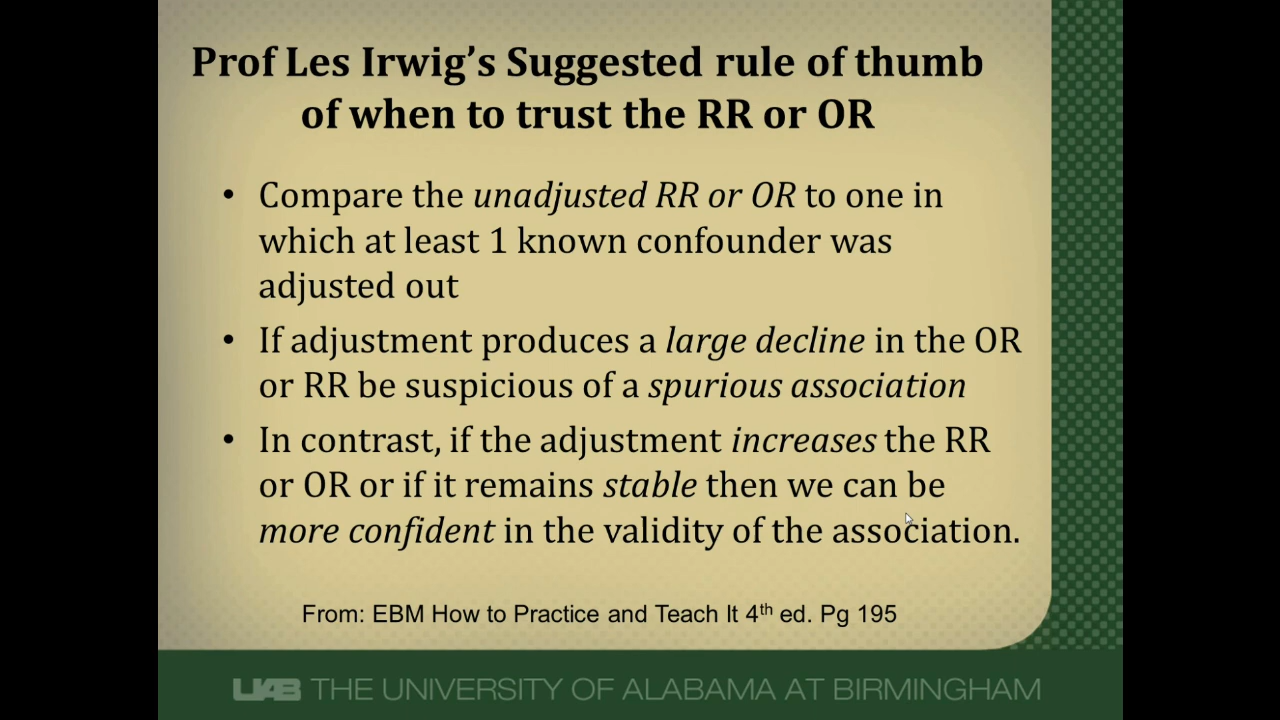 Prof Les Irwig’s Suggested rule of thumb
of when to trust the RR or OR
• Compare the unadjusted RR or OR to one in
which at least 1 known confounder was
adjusted out
• If adjustment produces a large decline in the OR
or RR be suspicious of a spurious association
• In contrast, if the adjustment increases the RR
or OR or if it remains stable then we can be
more confident in the validity of the association.
From: EBM How to Practice and Teach It 4th ed. Pg 195
UAB THE UNIVERSITY OF ALABAMA AT BIRMINGHAM